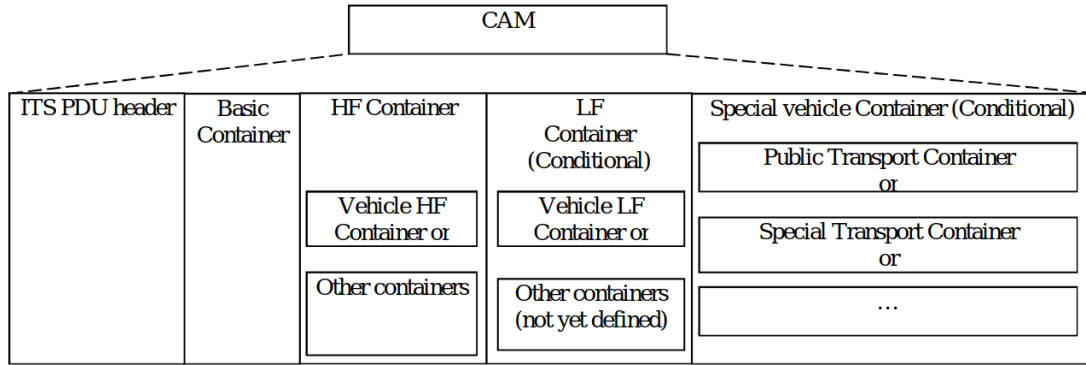 CAM
ITS PDU header
Basic
Container
HF Container
Vehicle HF
Container or
Other containers
LF
Container
(Conditional)
Vehicle LF
Container or
Other containers
(not yet defined)
Special vehicle Container (Conditional)
Public Transport Container
or
Special Transport Container
or
…